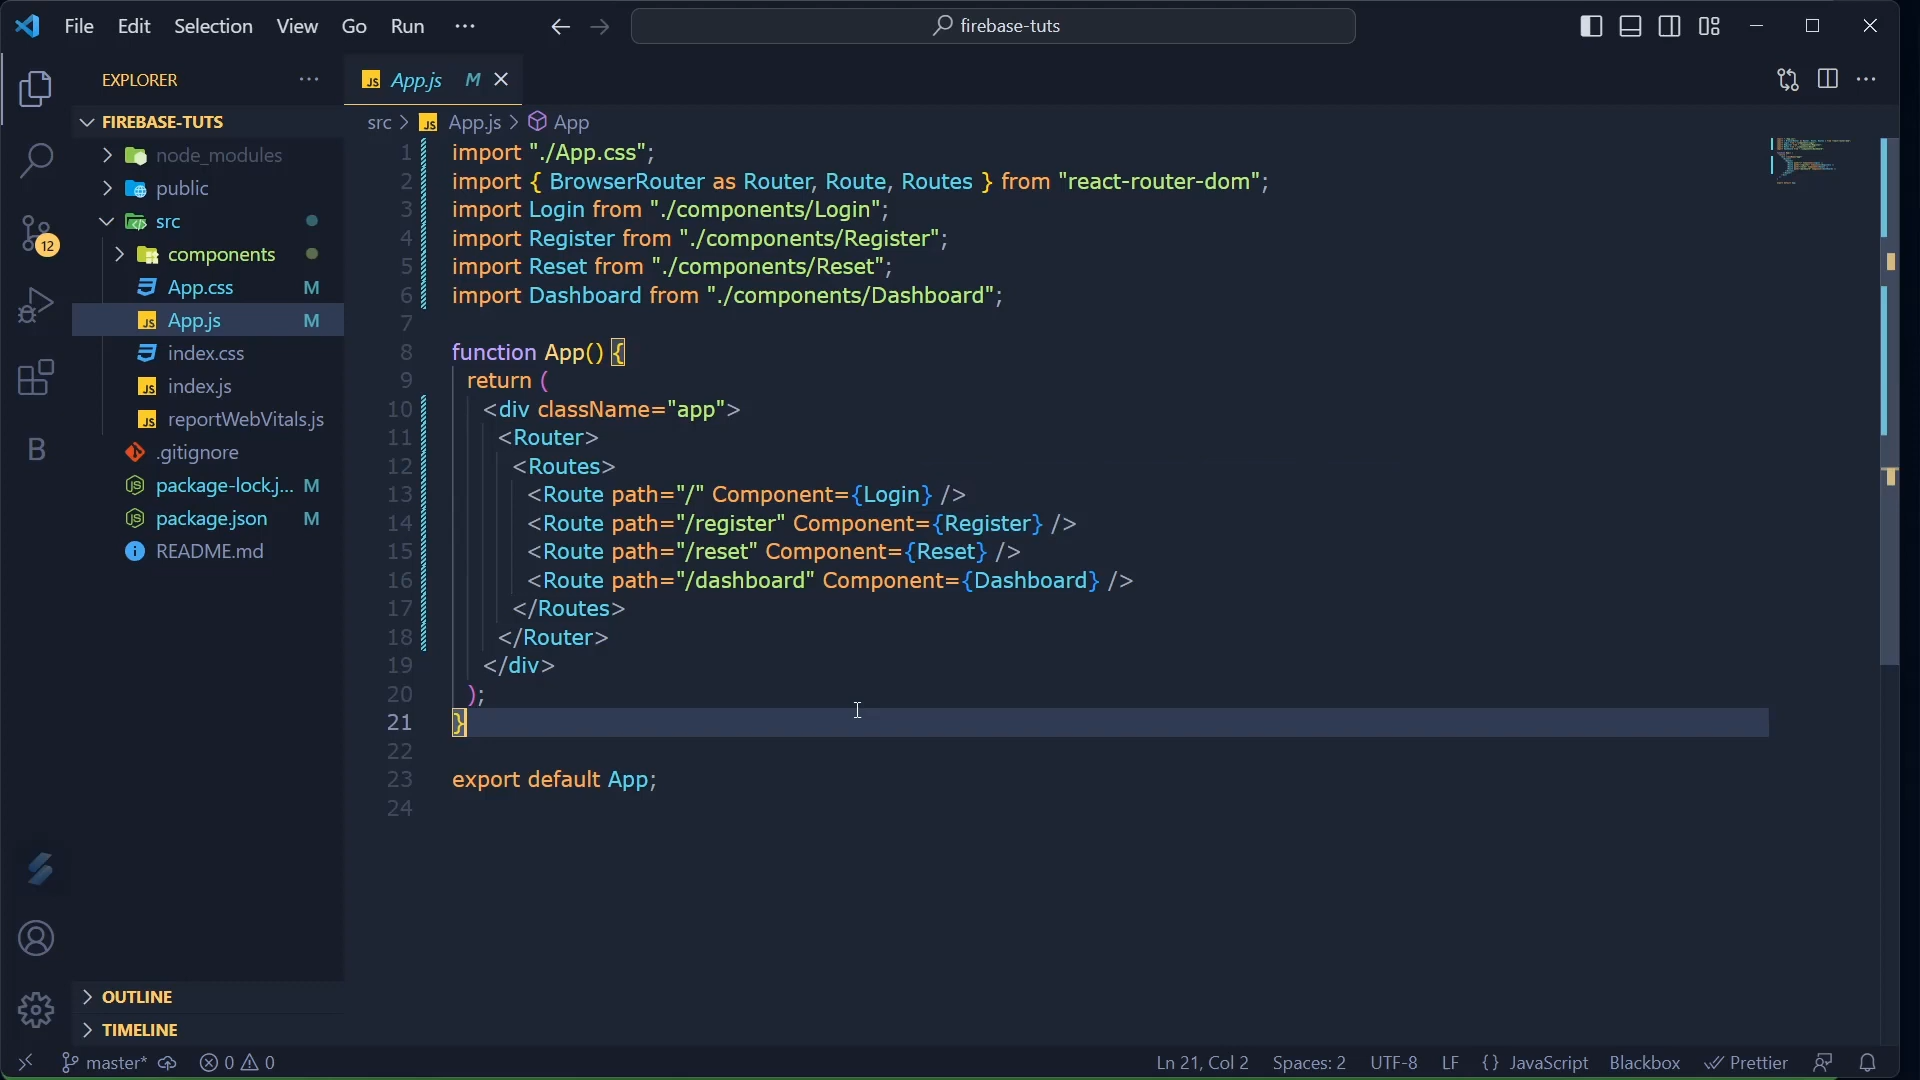 File Edit Selection View Go Run ···
firebase-tuts
EXPLORER
App.js M
FIREBASE-TUTS
src > App.js > App
node_modules
public
src
components
App.css M
App.js M
index.css
index.js
reportWebVitals.js
.gitignore
package-lock.j... M
package.json M
README.md
12
B
1 import "./App.css";
2 import { BrowserRouter as Router, Route, Routes } from "react-router-dom";
3 import Login from "./components/Login";
4 import Register from "./components/Register";
5 import Reset from "./components/Reset";
6 import Dashboard from "./components/Dashboard";
7
8 function App() {
9 return (
10 <div className="app">
11 <Router>
12 <Routes>
13 <Route path="/" Component={Login} />
14 <Route path="/register" Component={Register} />
15 <Route path="/reset" Component={Reset} />
16 <Route path="/dashboard" Component={Dashboard} />
17 </Routes>
18 </Router>
19 </div>
20 );
21 }
22
23 export default App;
24
OUTLINE
TIMELINE
master* 0 0 Ln 21, Col 2 Spaces: 2 UTF-8 LF {} JavaScript Blackbox Prettier